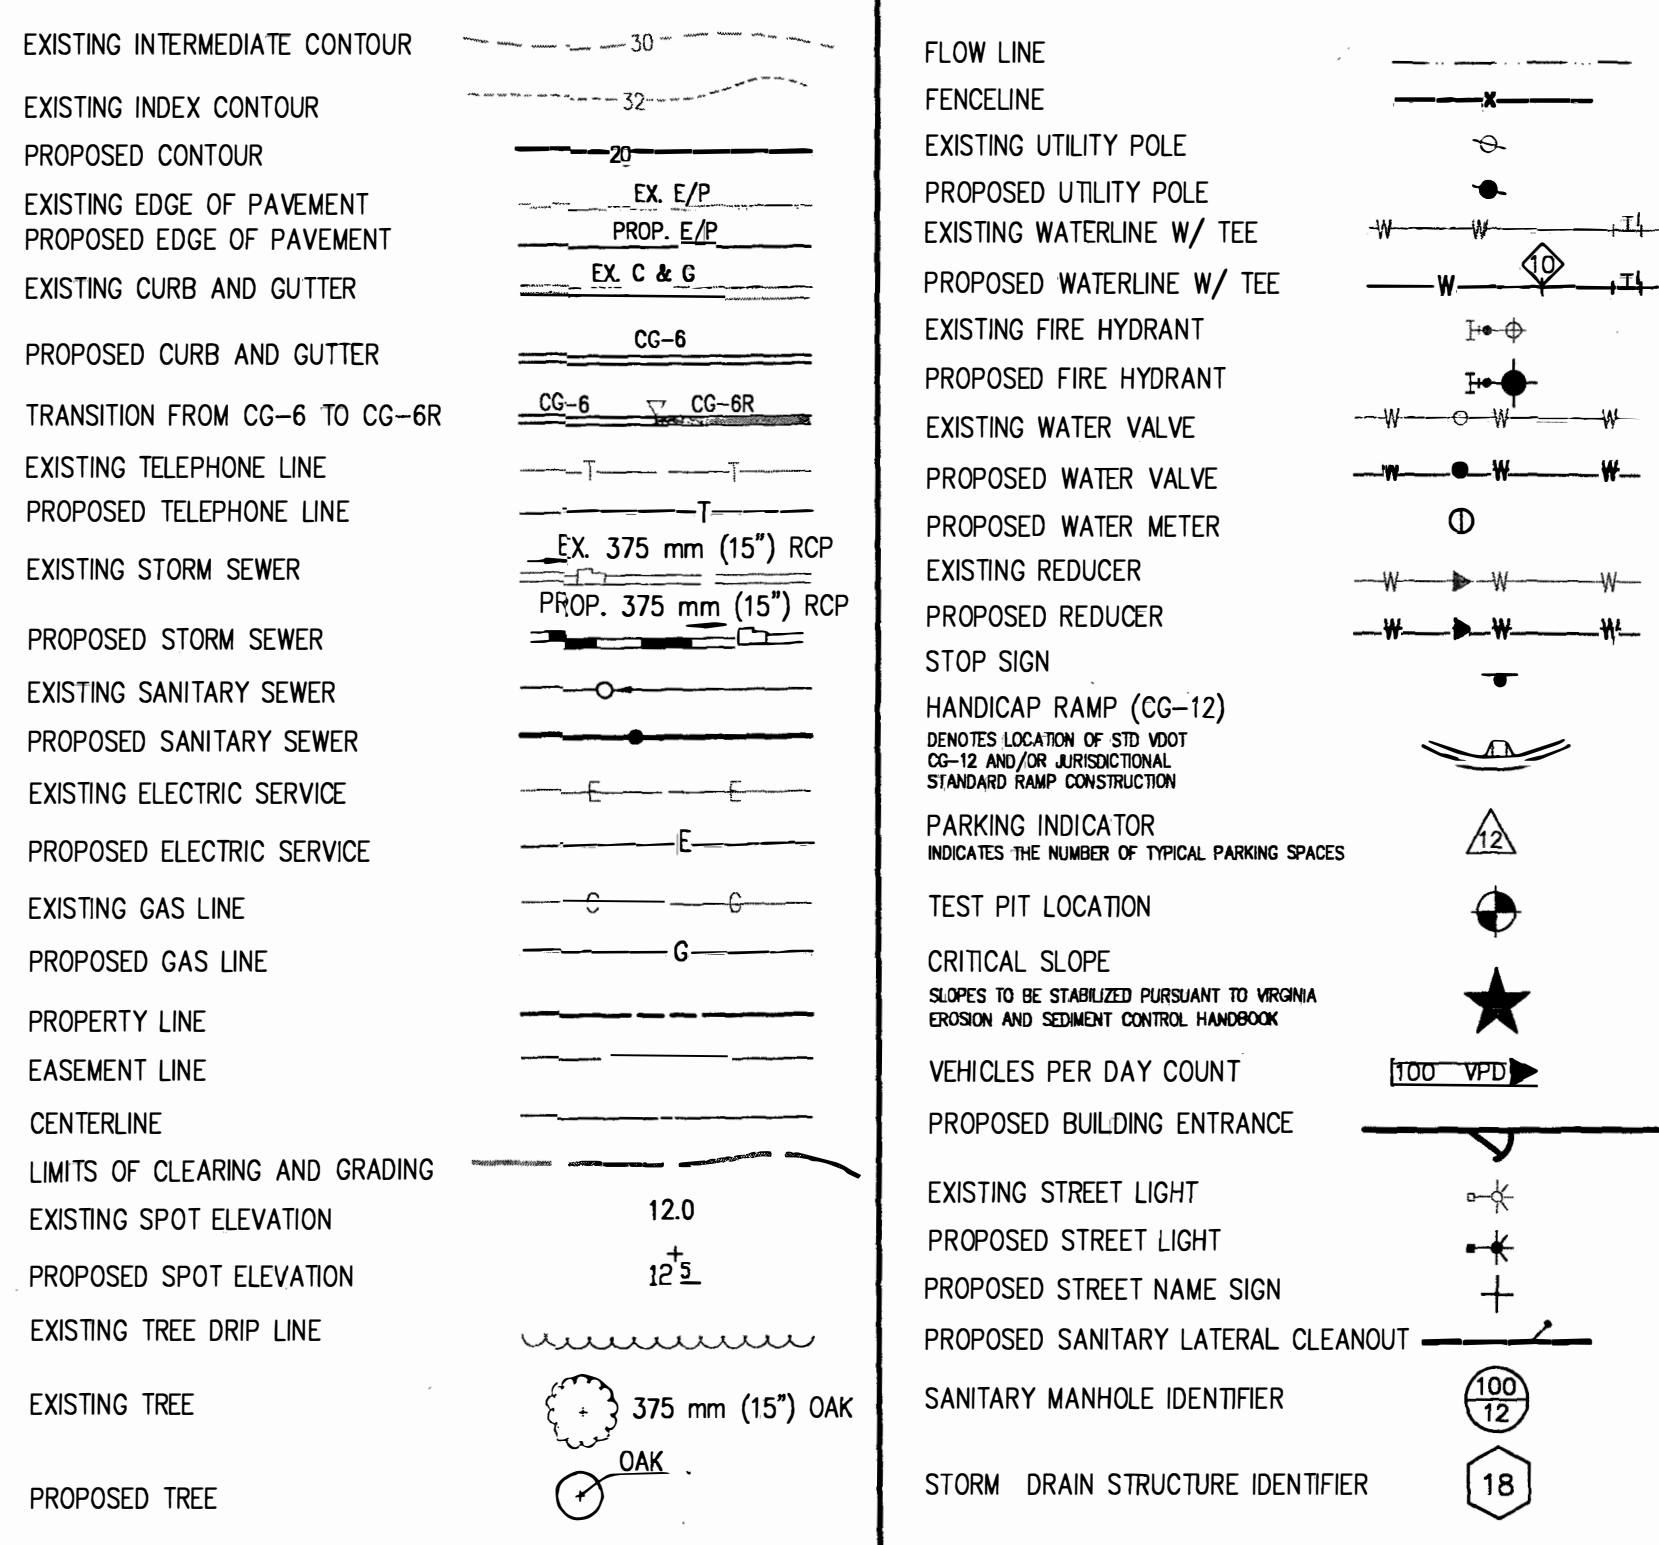 EXISTING INTERMEDIATE CONTOUR 30
EXISTING INDEX CONTOUR 32
PROPOSED CONTOUR 20
EXISTING EDGE OF PAVEMENT EX. E/P
PROPOSED EDGE OF PAVEMENT PROP. E/P
EXISTING CURB AND GUTTER EX. C & G
PROPOSED CURB AND GUTTER CG-6
TRANSITION FROM CG-6 TO CG-6R CG-6 CG-6R
EXISTING TELEPHONE LINE T T
PROPOSED TELEPHONE LINE T
EX. 375 mm (15") RCP
EXISTING STORM SEWER
PROP. 375 mm (15") RCP
PROPOSED STORM SEWER
EXISTING SANITARY SEWER
PROPOSED SANITARY SEWER
EXISTING ELECTRIC SERVICE E E
PROPOSED ELECTRIC SERVICE E
EXISTING GAS LINE G G
PROPOSED GAS LINE G
PROPERTY LINE
EASEMENT LINE
CENTERLINE
LIMITS OF CLEARING AND GRADING
EXISTING SPOT ELEVATION 12.0
PROPOSED SPOT ELEVATION 12 5
EXISTING TREE DRIP LINE
EXISTING TREE 375 mm (15") OAK
OAK
PROPOSED TREE
FLOW LINE
FENCELINE x
EXISTING UTILITY POLE
PROPOSED UTILITY POLE
EXISTING WATERLINE W/ TEE W W
PROPOSED WATERLINE W/ TEE W 10
EXISTING FIRE HYDRANT
PROPOSED FIRE HYDRANT
EXISTING WATER VALVE W W W
PROPOSED WATER VALVE W W W
PROPOSED WATER METER
EXISTING REDUCER W W W
PROPOSED REDUCER W W W
STOP SIGN
HANDICAP RAMP (CG-12)
DENOTES LOCATION OF STD VDOT
CG-12 AND/OR JURISDICTIONAL
STANDARD RAMP CONSTRUCTION
PARKING INDICATOR 12
INDICATES THE NUMBER OF TYPICAL PARKING SPACES
TEST PIT LOCATION
CRITICAL SLOPE
SLOPES TO BE STABILIZED PURSUANT TO VIRGINIA
EROSION AND SEDIMENT CONTROL HANDBOOK
VEHICLES PER DAY COUNT 100 VPD
PROPOSED BUILDING ENTRANCE
EXISTING STREET LIGHT
PROPOSED STREET LIGHT
PROPOSED STREET NAME SIGN
PROPOSED SANITARY LATERAL CLEANOUT
SANITARY MANHOLE IDENTIFIER 100 12
STORM DRAIN STRUCTURE IDENTIFIER 18